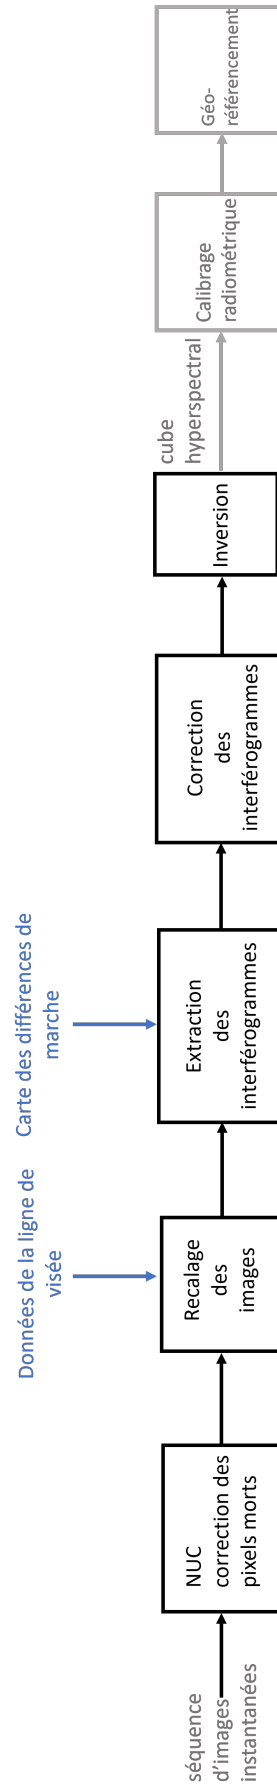 séquence
d'images
instantanées
NUC
correction des
pixels morts
Données de la ligne de
visée
Recalage
des
images
Carte des différences de
marche
Extraction
des
interférogrammes
Correction
des
interférogrammes
Inversion
cube
hyperspectral
Calibrage
radiométrique
Géo-
référencement